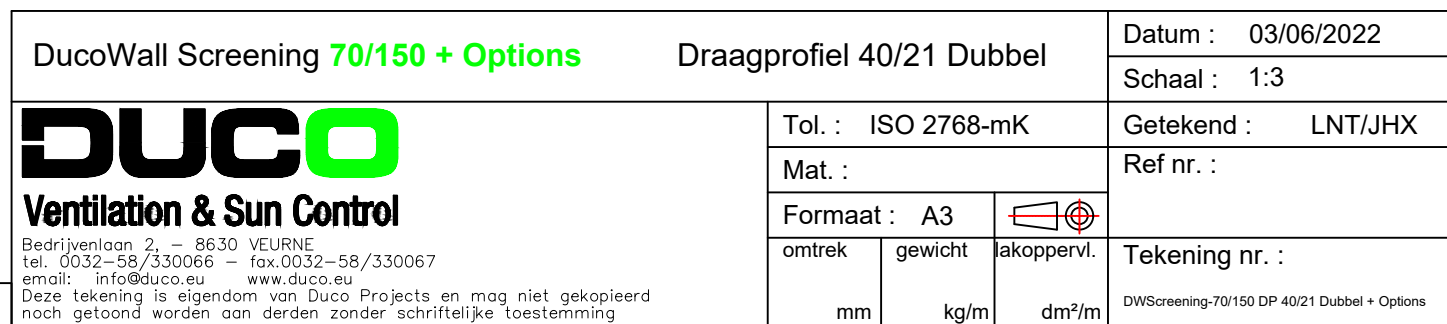 DucoWall Screening 70/150 + Options
Draagprofiel 40/21 Dubbel
Datum : 03/06/2022
Schaal : 1:3
DUCO
Ventilation & Sun Control
Bedrijvenlaan 2, – 8630 VEURNE
tel. 0032–58/330066 – fax.0032–58/330067
email: info@duco.eu www.duco.eu
Deze tekening is eigendom van Duco Projects en mag niet gekopieerd
noch getoond worden aan derden zonder schriftelijke toestemming
Tol. : ISO 2768-mK
Mat. :
Formaat : A3
omtrek gewicht lakoppervl.
mm kg/m dm²/m
Getekend : LNT/JHX
Ref nr. :
Tekening nr. :
DWScreening-70/150 DP 40/21 Dubbel + Options